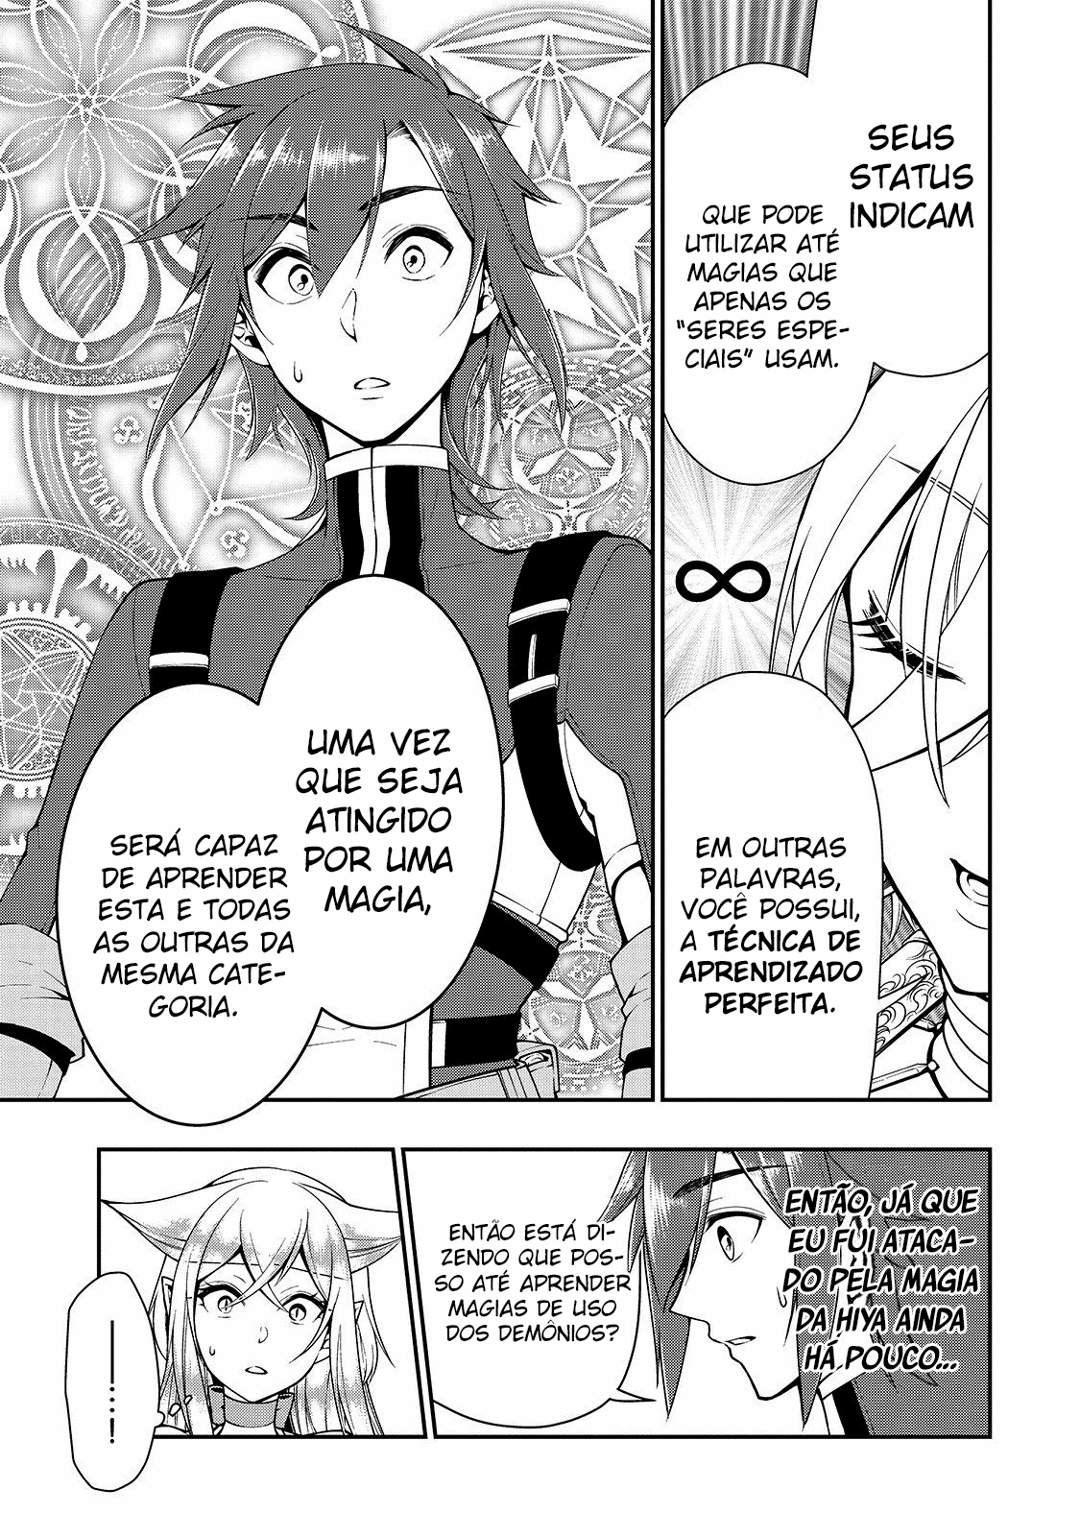 SEUS
STATUS
INDICAM
QUE PODE
UTILIZAR ATÉ
MAGIAS QUE
APENAS OS
"SERES ESPE-
CIAIS" USAM.
∞
EM OUTRAS
PALAVRAS,
VOCÊ POSSUI,
A TÉCNICA DE
APRENDIZADO
PERFEITA.
UMA VEZ
QUE SEJA
ATINGIDO
POR UMA
MAGIA,
SERÁ CAPAZ
DE APRENDER
ESTA E TODAS
AS OUTRAS DA
MESMA CATE-
GORIA.
ENTÃO, JÁ QUE
EU FUI ATACA-
DO PELA MAGIA
DA HIYA AINDA
HÁ POUCO...
ENTÃO ESTÁ DI-
ZENDO QUE POS-
SO ATÉ APRENDER
MAGIAS DE USO
DOS DEMÔNIOS?
—...—...!